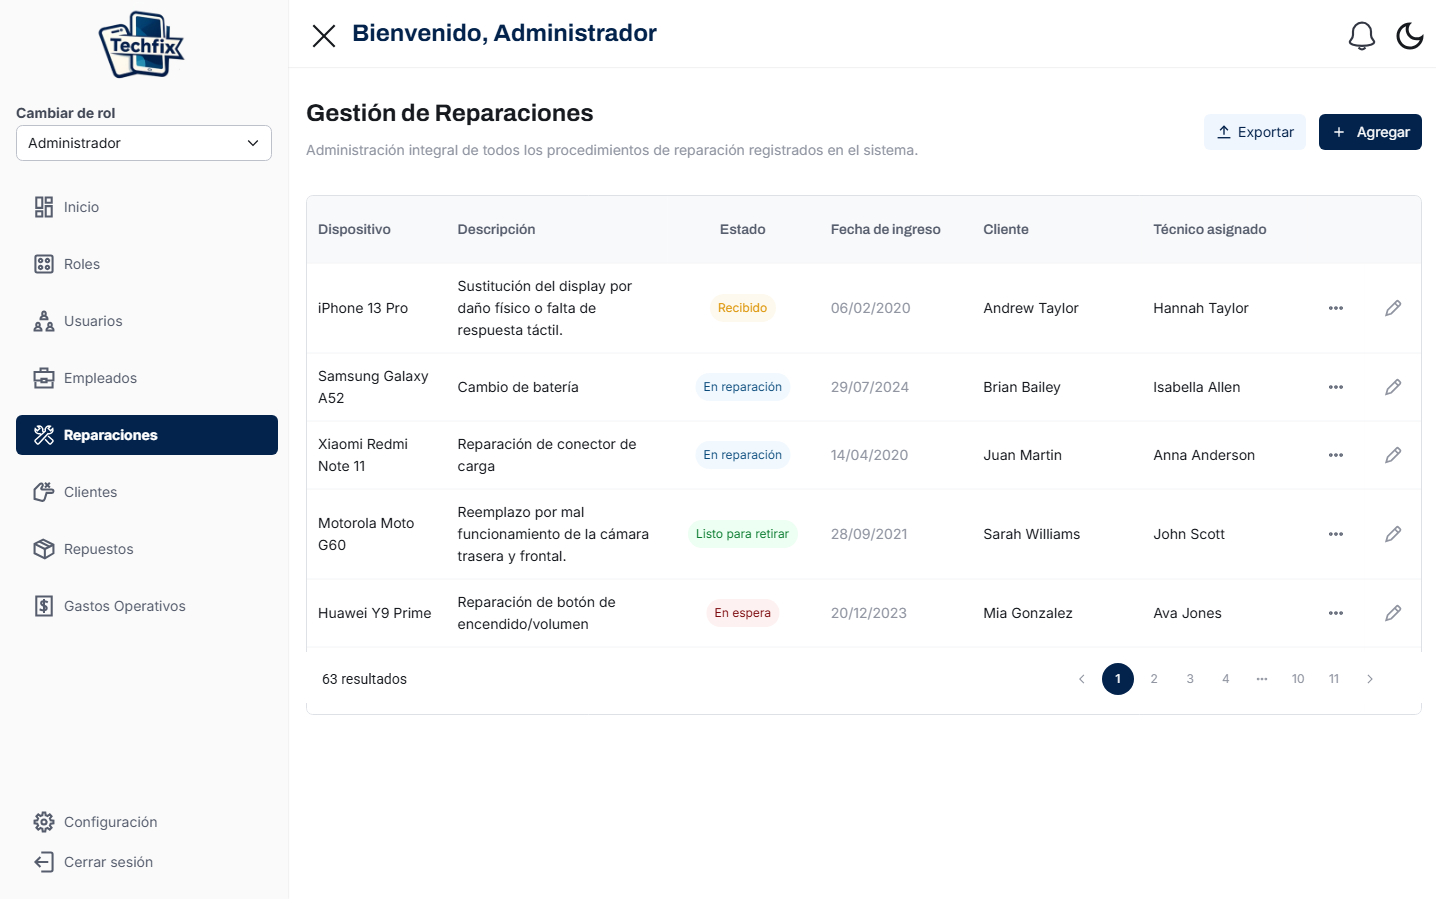 Techfix
Bienvenido, Administrador
Cambiar de rol
Administrador
Inicio
Roles
Usuarios
Empleados
Reparaciones
Clientes
Repuestos
Gastos Operativos
Configuración
Cerrar sesión
Gestión de Reparaciones
Administración integral de todos los procedimientos de reparación registrados en el sistema.
Exportar
+ Agregar
Dispositivo Descripción Estado Fecha de ingreso Cliente Técnico asignado
iPhone 13 Pro
Sustitución del display por
daño físico o falta de
respuesta táctil.
Recibido
06/02/2020
Andrew Taylor
Hannah Taylor
Samsung Galaxy
A52
Cambio de batería
En reparación
29/07/2024
Brian Bailey
Isabella Allen
Xiaomi Redmi
Note 11
Reparación de conector de
carga
En reparación
14/04/2020
Juan Martin
Anna Anderson
Motorola Moto
G60
Reemplazo por mal
funcionamiento de la cámara
trasera y frontal.
Listo para retirar
28/09/2021
Sarah Williams
John Scott
Huawei Y9 Prime
Reparación de botón de
encendido/volumen
En espera
20/12/2023
Mia Gonzalez
Ava Jones
63 resultados
1 2 3 4 ••• 10 11